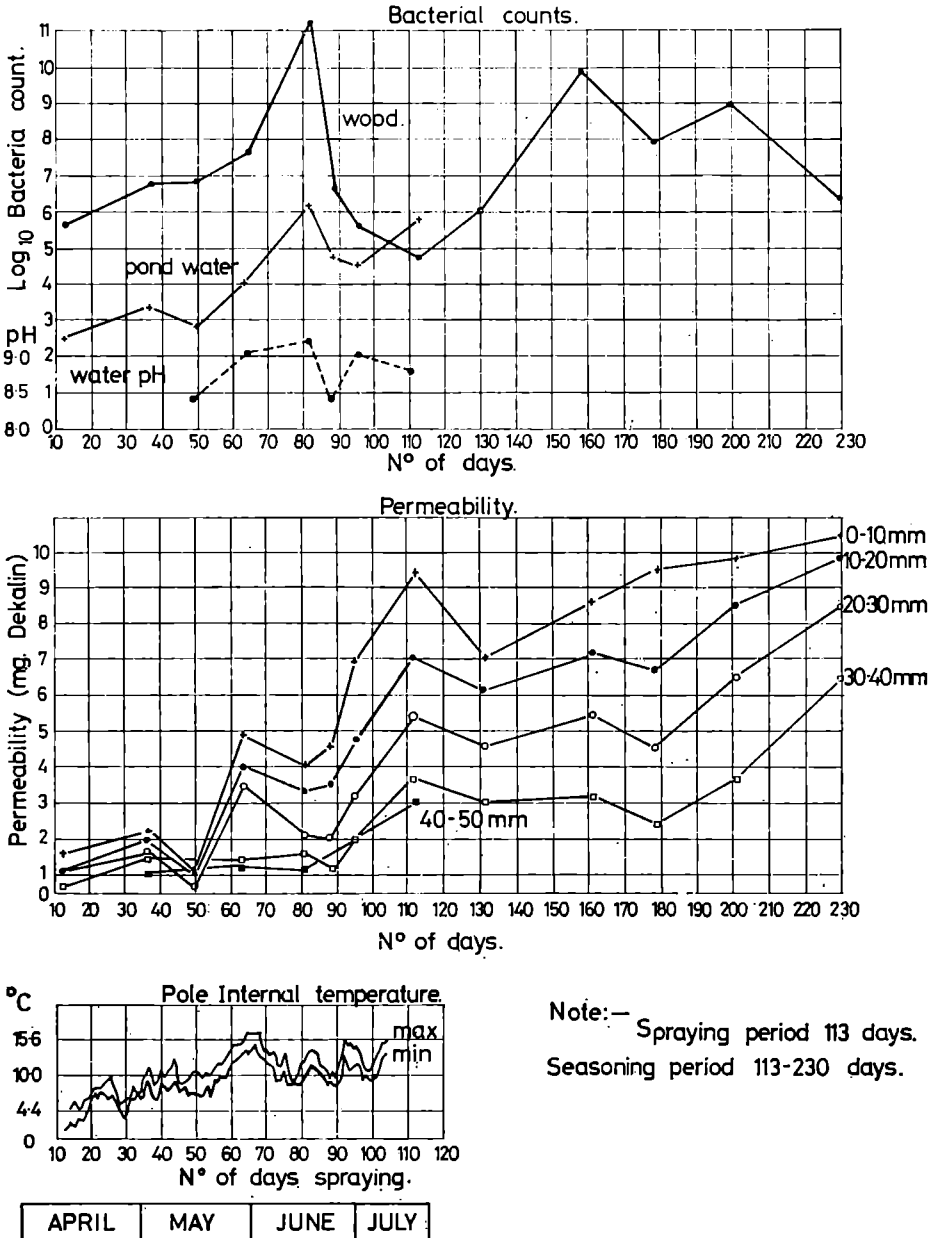 Bacterial counts.
Log10 Bacteria count.
11
10
9
8
7
6
5
4
3
2
1
0
pH
9·0
8·5
8·0
wood.
pond water
water pH
10 20 30 40 50 60 70 80 90 100 110 120 130 140 150 160 170 180 190 200 210 220 230
Nº of days.
Permeability.
Permeability (mg. Dekalin)
10
9
8
7
6
5
4
3
2
1
0
0-10mm
10·20mm
20·30mm
30·40mm
40-50mm
10 20 30 40 50 60 70 80 90 100 110 120 130 140 150 160 170 180 190 200 210 220 230
Nº of days.
Pole Internal temperature.
°C
15·6
10·0
4·4
0
max
min
10 20 30 40 50 60 70 80 90 100 110 120
Nº of days spraying.
APRIL MAY JUNE JULY
Note:—
Spraying period 113 days.
Seasoning period 113-230 days.